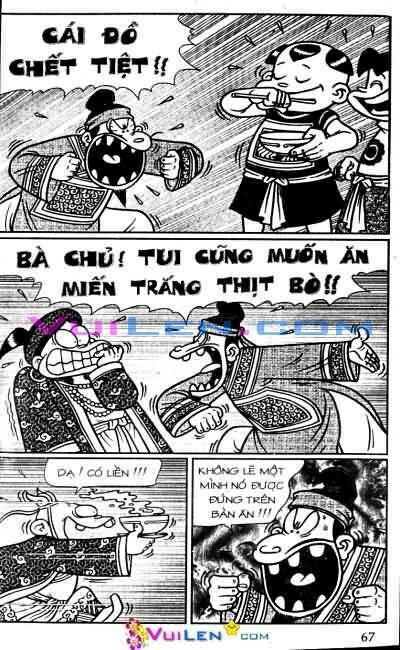 CÁI ĐỒ
CHẾT TIỆT!!
BÀ CHỦ! TUI CŨNG MUỐN ĂN
MIẾN TRẮNG THỊT BÒ!!
VUILEN.COM
DẠ! CÓ LIỀN!!!
KHÔNG LẼ MỘT
MÌNH NÓ ĐƯỢC
ĐỨNG TRÊN
BÀN ĂN!!!
67
VUILEN.COM